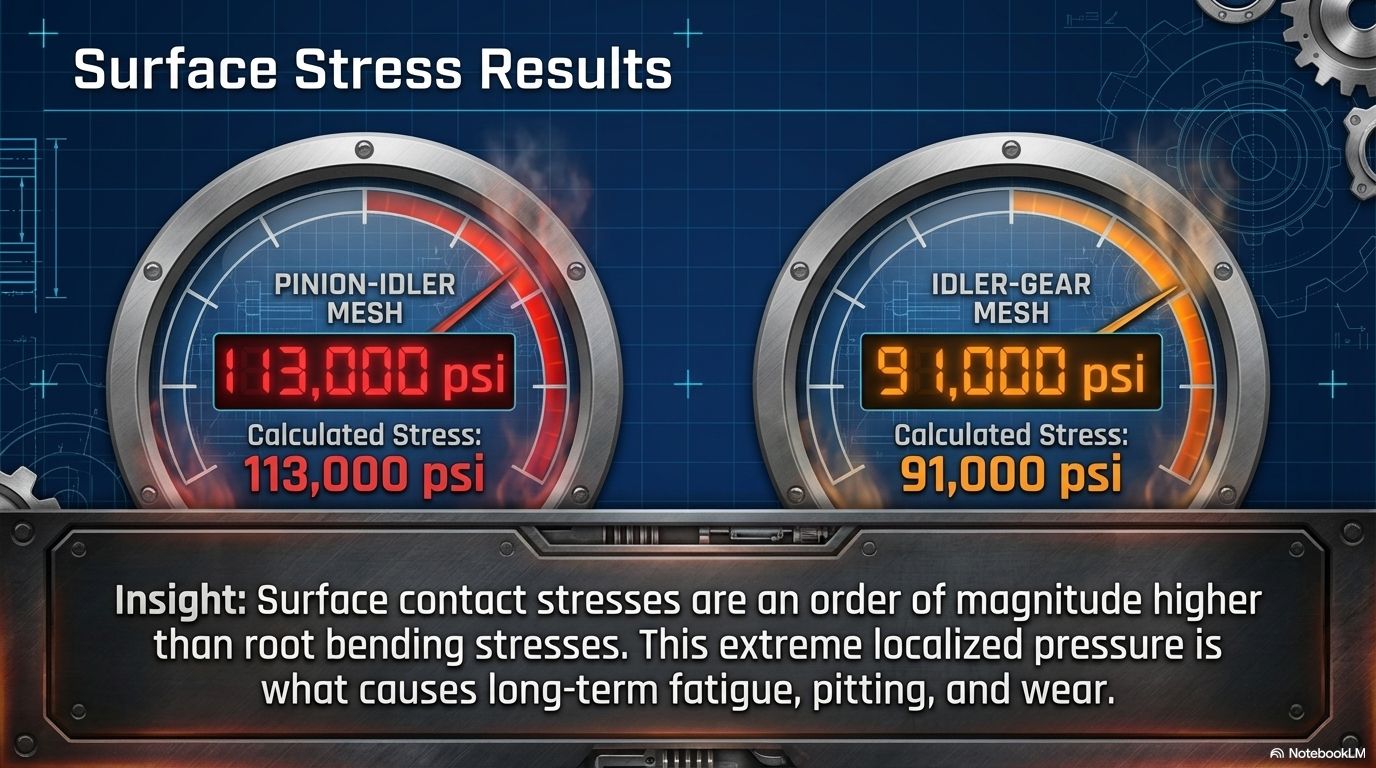 Surface Stress Results
PINION-IDLER
MESH
113,000 psi
Calculated Stress:
113,000 psi
IDLER-GEAR
MESH
91,000 psi
Calculated Stress:
91,000 psi
Insight: Surface contact stresses are an order of magnitude higher
than root bending stresses. This extreme localized pressure is
what causes long-term fatigue, pitting, and wear.
NotebookLM